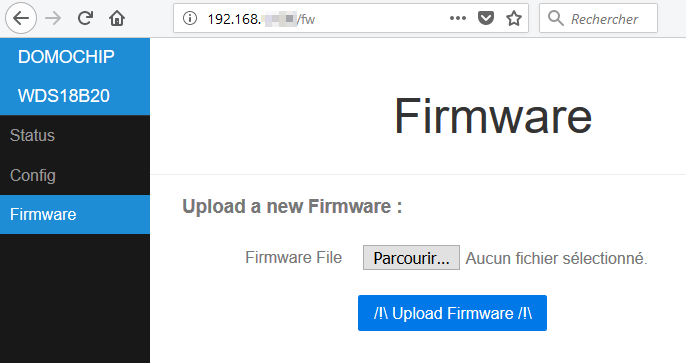 192.168. /fw
Rechercher
DOMOCHIP
WDS18B20
Status
Config
Firmware
Firmware
Upload a new Firmware :
Firmware File
Parcourir...
Aucun fichier sélectionné.
/!\ Upload Firmware /!\